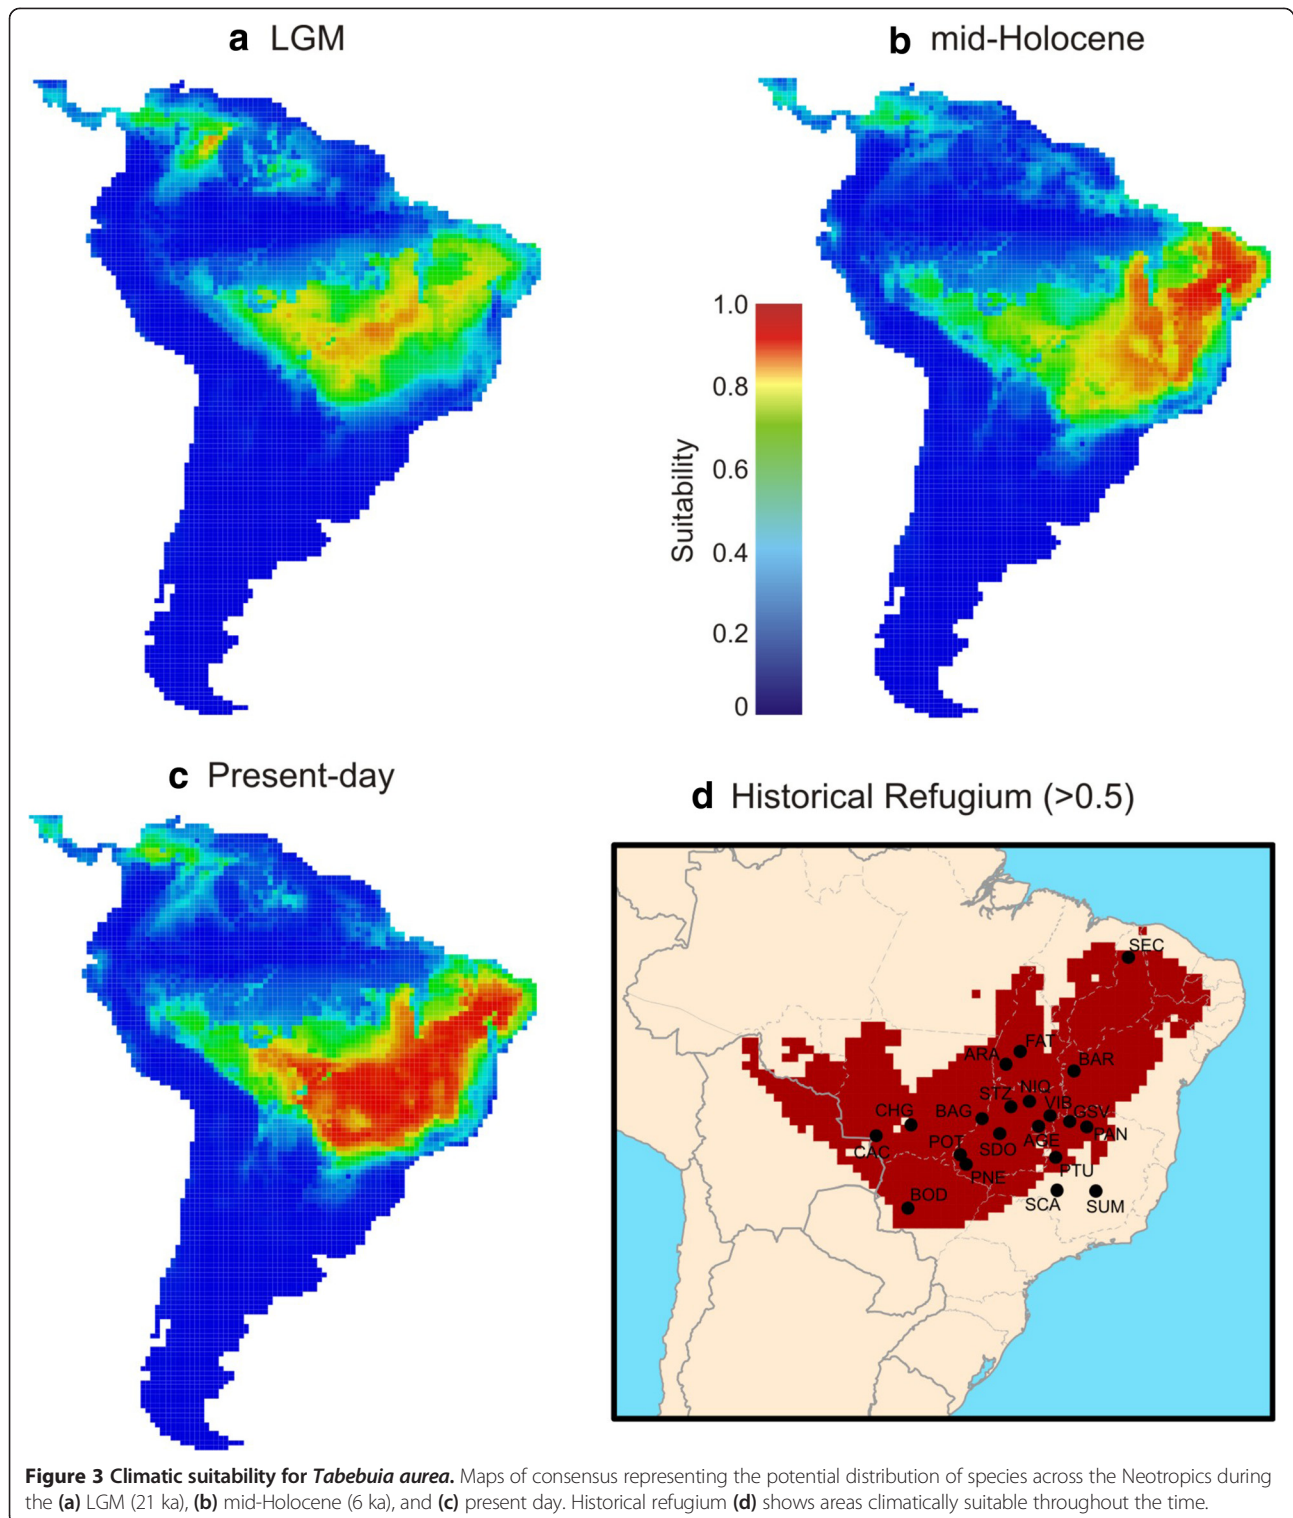 a LGM
b mid-Holocene
1.0
0.8
0.6
0.4
0.2
0
Suitability
c Present-day
d Historical Refugium (>0.5)
SEC
FAT
ARA
BAR
NIQ
STZ
VIB
GSV
CHG
BAG
PAN
AGE
CAC
POT
SDO
PNE
PTU
BOD
SCA
SUM
Figure 3 Climatic suitability for Tabebuia aurea. Maps of consensus representing the potential distribution of species across the Neotropics during
the (a) LGM (21 ka), (b) mid-Holocene (6 ka), and (c) present day. Historical refugium (d) shows areas climatically suitable throughout the time.